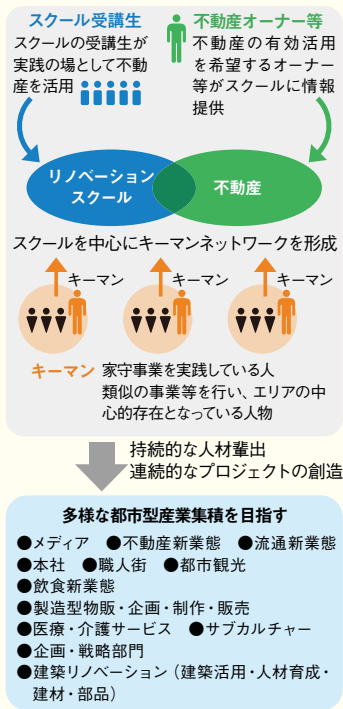 スクール受講生
スクールの受講生が
実践の場として不動
産を活用
不動産オーナー等
不動産の有効活用
を希望するオーナー
等がスクールに情報
提供
リノベーション
スクール
不動産
スクールを中心にキーマンネットワークを形成
キーマン
キーマン
キーマン
キーマン 家守事業を実践している人
類似の事業等を行い、エリアの中
心的存在となっている人物
持続的な人材輩出
連続的なプロジェクトの創造
多様な都市型産業集積を目指す
●メディア ●不動産新業態 ●流通新業態
●本社 ●職人街 ●都市観光
●飲食新業態
●製造型物販・企画・制作・販売
●医療・介護サービス ●サブカルチャー
●企画・戦略部門
●建築リノベーション（建築活用・人材育成・
建材・部品）